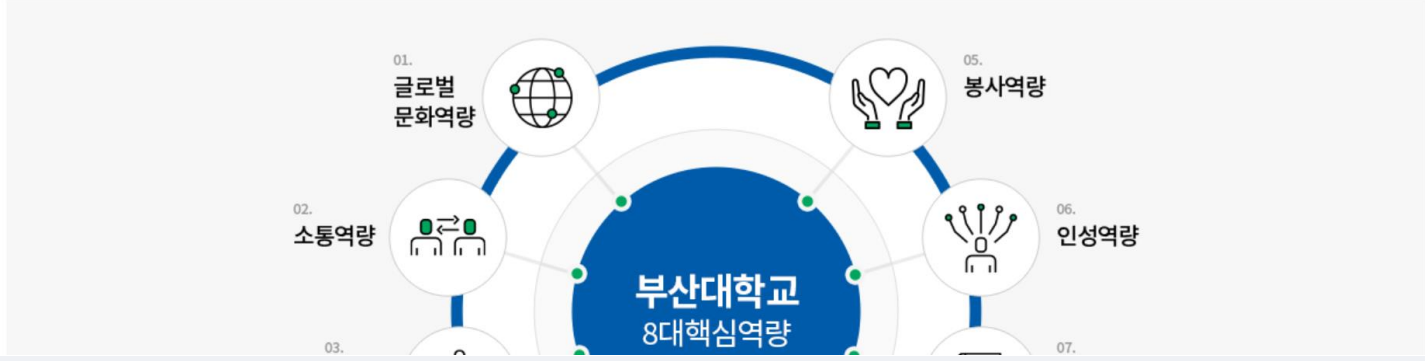 01.
글로벌
문화역량
05.
봉사역량
02.
소통역량
06.
인성역량
부산대학교
8대핵심역량
03.
07.